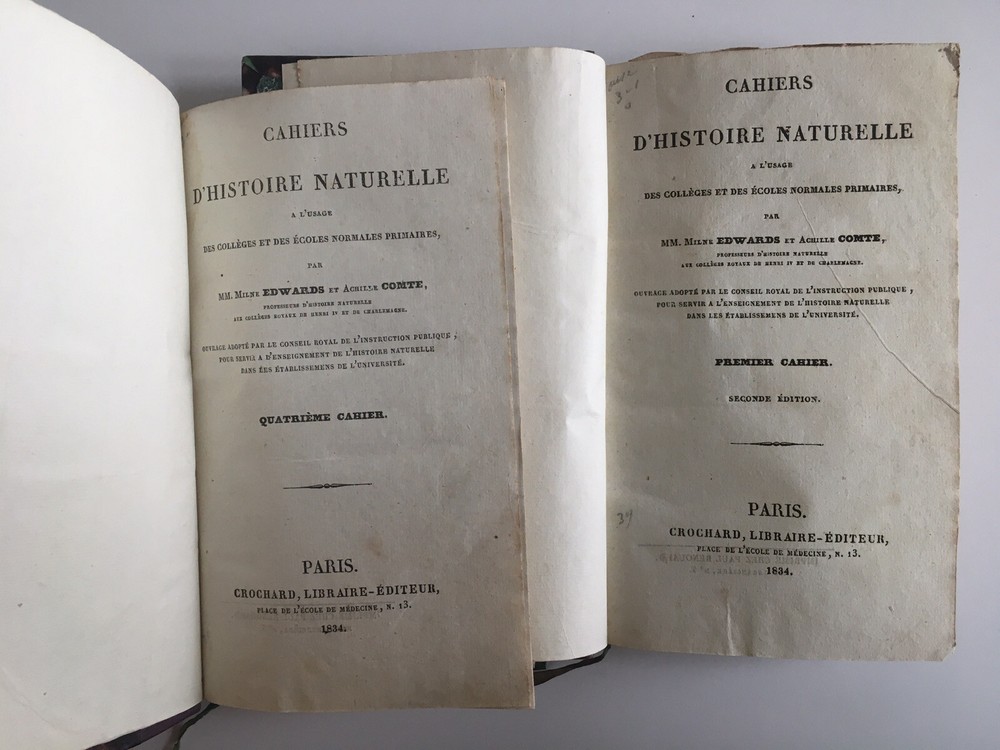 CAHIERS
D'HISTOIRE NATURELLE
A L'USAGE
DES COLLÈGES ET DES ÉCOLES NORMALES PRIMAIRES,
PAR
MM. MILNE EDWARDS ET ACHILLE COMTE,
PROFESSEURS D'HISTOIRE NATURELLE
AUX COLLÈGES ROYAUX DE HENRI IV ET DE CHARLEMAGNE.
OUVRAGE ADOPTÉ PAR LE CONSEIL ROYAL DE L'INSTRUCTION PUBLIQUE ;
POUR SERVIR A D'ENSEIGNEMENT DE L'HISTOIRE NATURELLE
DANS LES ÉTABLISSEMENS DE L'UNIVERSITÉ.
QUATRIÈME CAHIER.
PARIS.
CROCHARD, LIBRAIRE-ÉDITEUR,
PLACE DE L'ÉCOLE DE MÉDECINE, N. 13.
1834.
CAHIERS
D'HISTOIRE NATURELLE
A L'USAGE
DES COLLÈGES ET DES ÉCOLES NORMALES PRIMAIRES,
PAR
MM. MILNE EDWARDS ET ACHILLE COMTE,
PROFESSEURS D'HISTOIRE NATURELLE
AUX COLLÈGES ROYAUX DE HENRI IV ET DE CHARLEMAGNE.
OUVRAGE ADOPTÉ PAR LE CONSEIL ROYAL DE L'INSTRUCTION PUBLIQUE,
POUR SERVIR A L'ENSEIGNEMENT DE L'HISTOIRE NATURELLE
DANS LES ÉTABLISSEMENS DE L'UNIVERSITÉ.
PREMIER CAHIER.
SECONDE ÉDITION.
PARIS.
CROCHARD, LIBRAIRE-ÉDITEUR,
PLACE DE L'ÉCOLE DE MÉDECINE, N. 13.
1834.